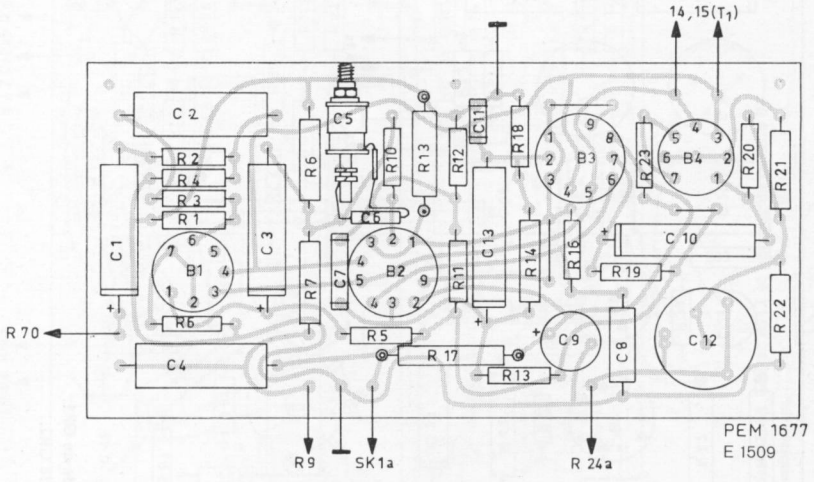 14,15(T1)
C2
C5
C11
R18
9
1
8
2
B3
7
3
6
4
5
R23
4
5
3
6
B4
2
7
1
R20
R21
R2
R4
R3
R1
R6
R10
R13
R12
C6
C1
C3
6
7
5
B1
4
1
3
2
R6
R7
C7
2
3
1
4
5
B2
9
4
3
2
R11
C13
R14
R16
+
C10
R19
R22
+
+
+
R70
R5
R17
R13
+
C9
C8
C12
C4
R9
SK1a
R24a
PEM 1677
E 1509